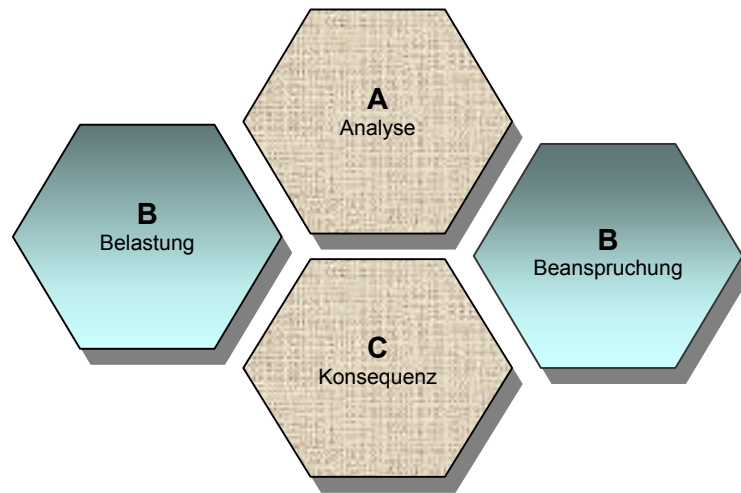 A
Analyse
B
Belastung
B
Beanspruchung
C
Konsequenz